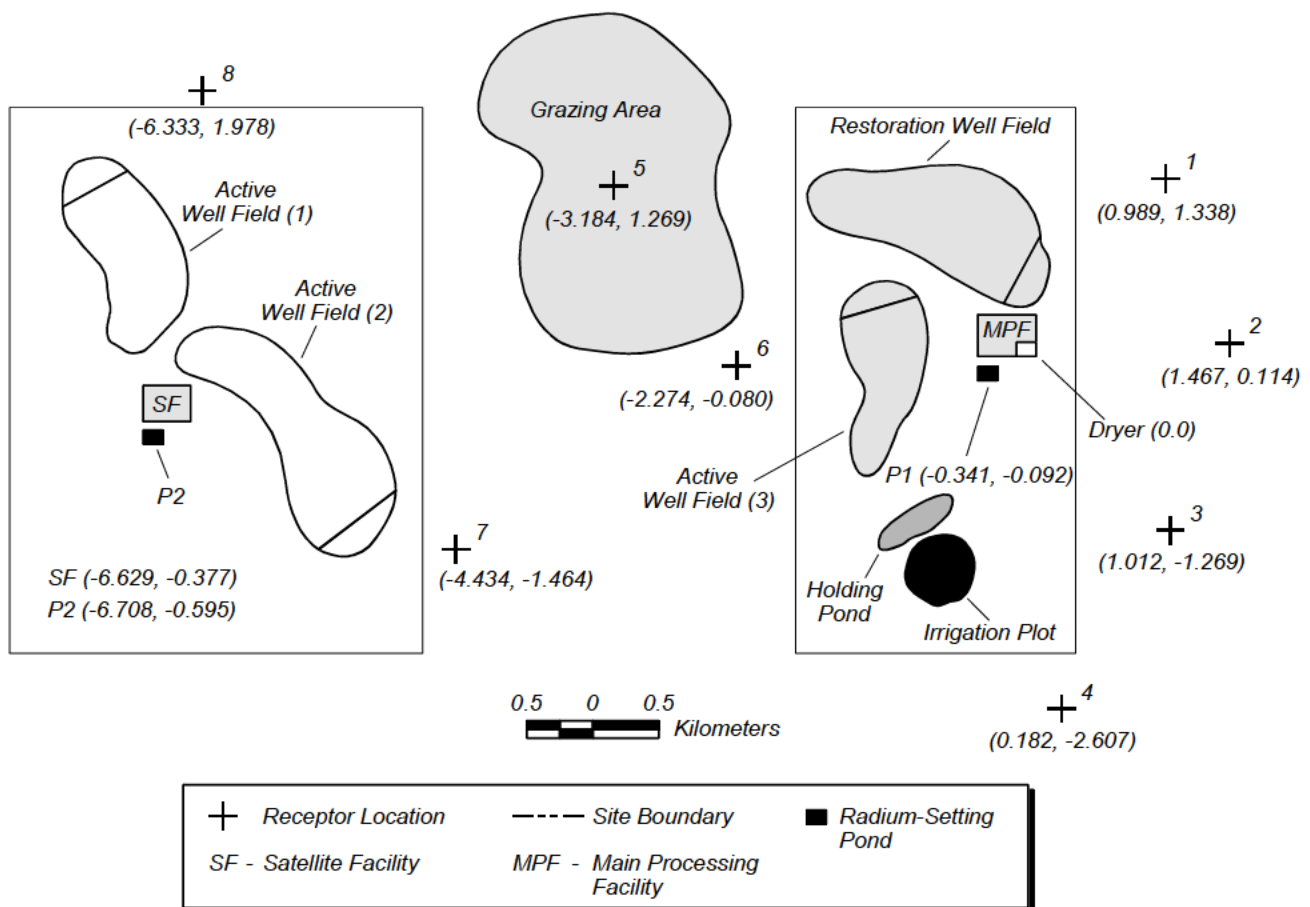 8
(-6.333, 1.978)
Grazing Area
Restoration Well Field
5
(-3.184, 1.269)
1
(0.989, 1.338)
Active
Well Field (1)
Active
Well Field (2)
MPF
2
(1.467, 0.114)
6
(-2.274, -0.080)
SF
Dryer (0.0)
P2
Active
Well Field (3)
P1 (-0.341, -0.092)
3
(1.012, -1.269)
7
(-4.434, -1.464)
SF (-6.629, -0.377)
P2 (-6.708, -0.595)
Holding
Pond
Irrigation Plot
4
(0.182, -2.607)
0.5 0 0.5
Kilometers
Receptor Location
Site Boundary
Radium-Setting
Pond
SF - Satellite Facility
MPF - Main Processing
Facility